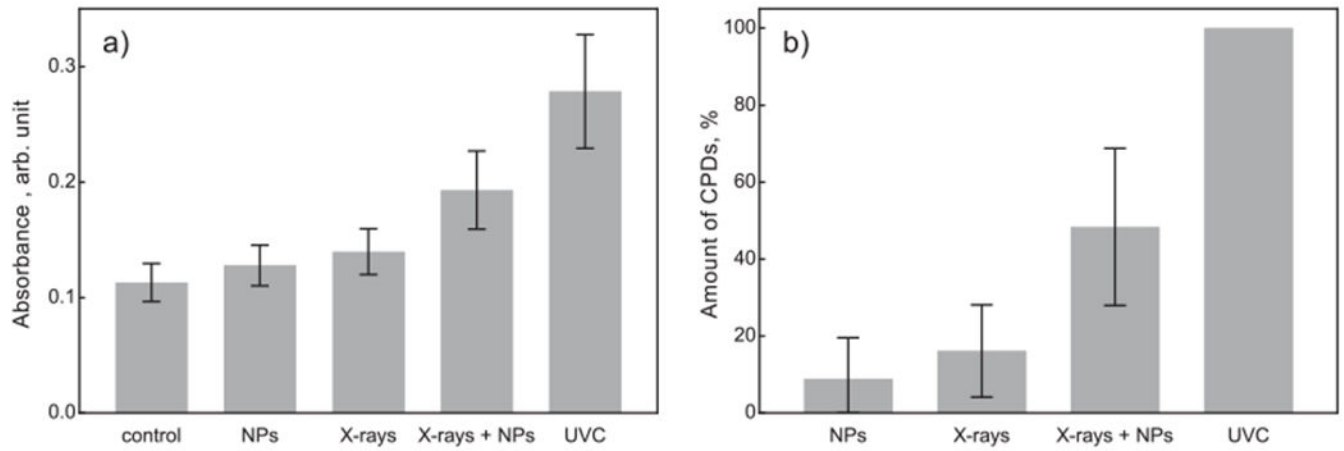 a)
Absorbance , arb. unit
0.3
0.2
0.1
0.0
control NPs X-rays X-rays + NPs UVC
b)
Amount of CPDs, %
100
80
60
40
20
0
NPs X-rays X-rays + NPs UVC